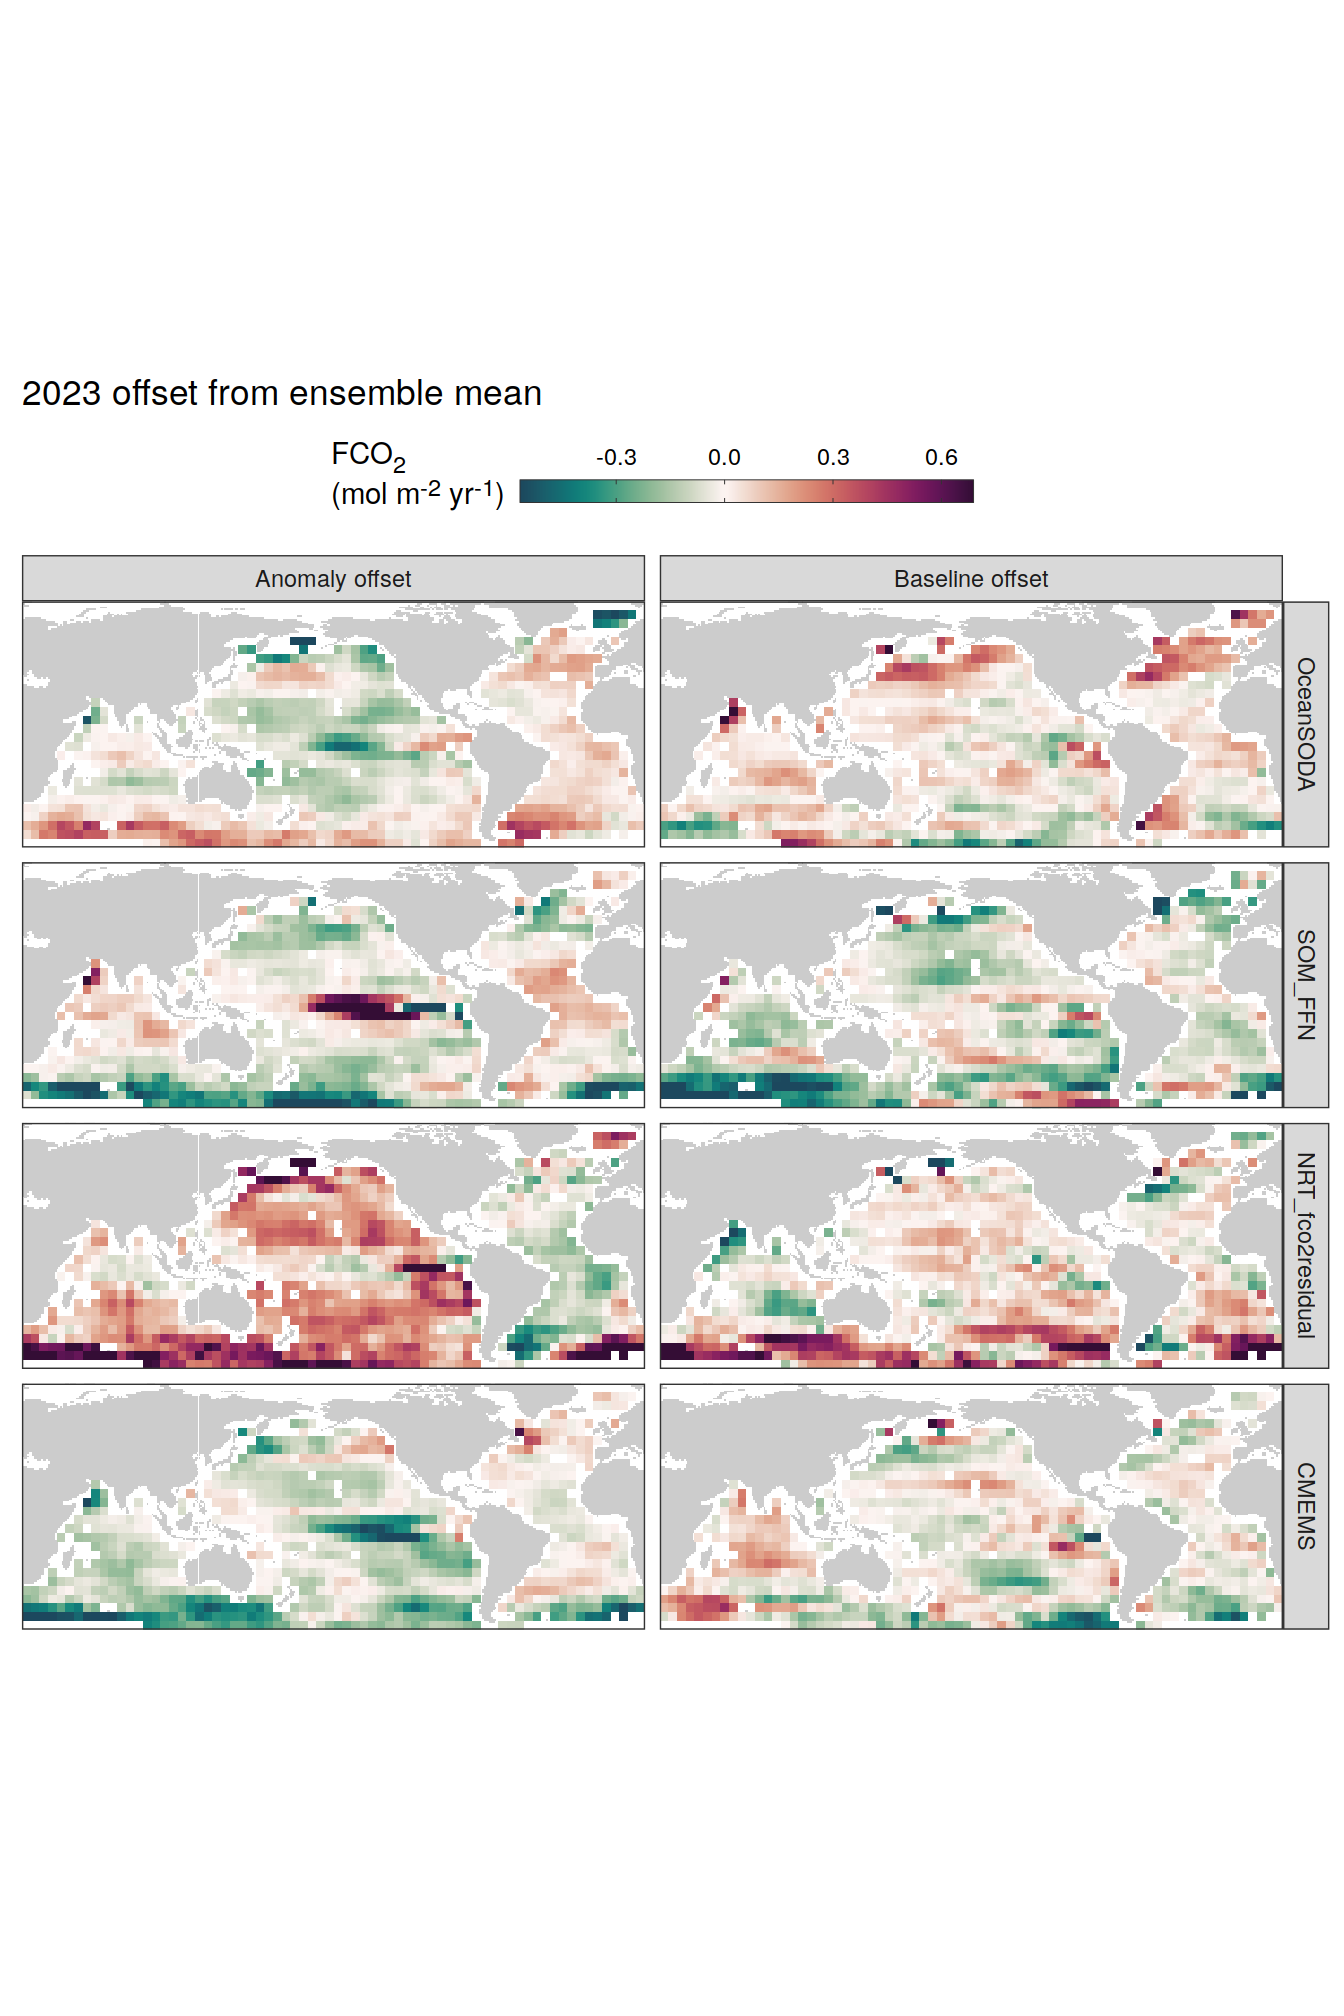 2023 offset from ensemble mean
FCO₂
(mol m⁻² yr⁻¹)
-0.3 0.0 0.3 0.6
Anomaly offset
Baseline offset
OceanSODA
SOM_FFN
NRT_fco2residual
CMEMS